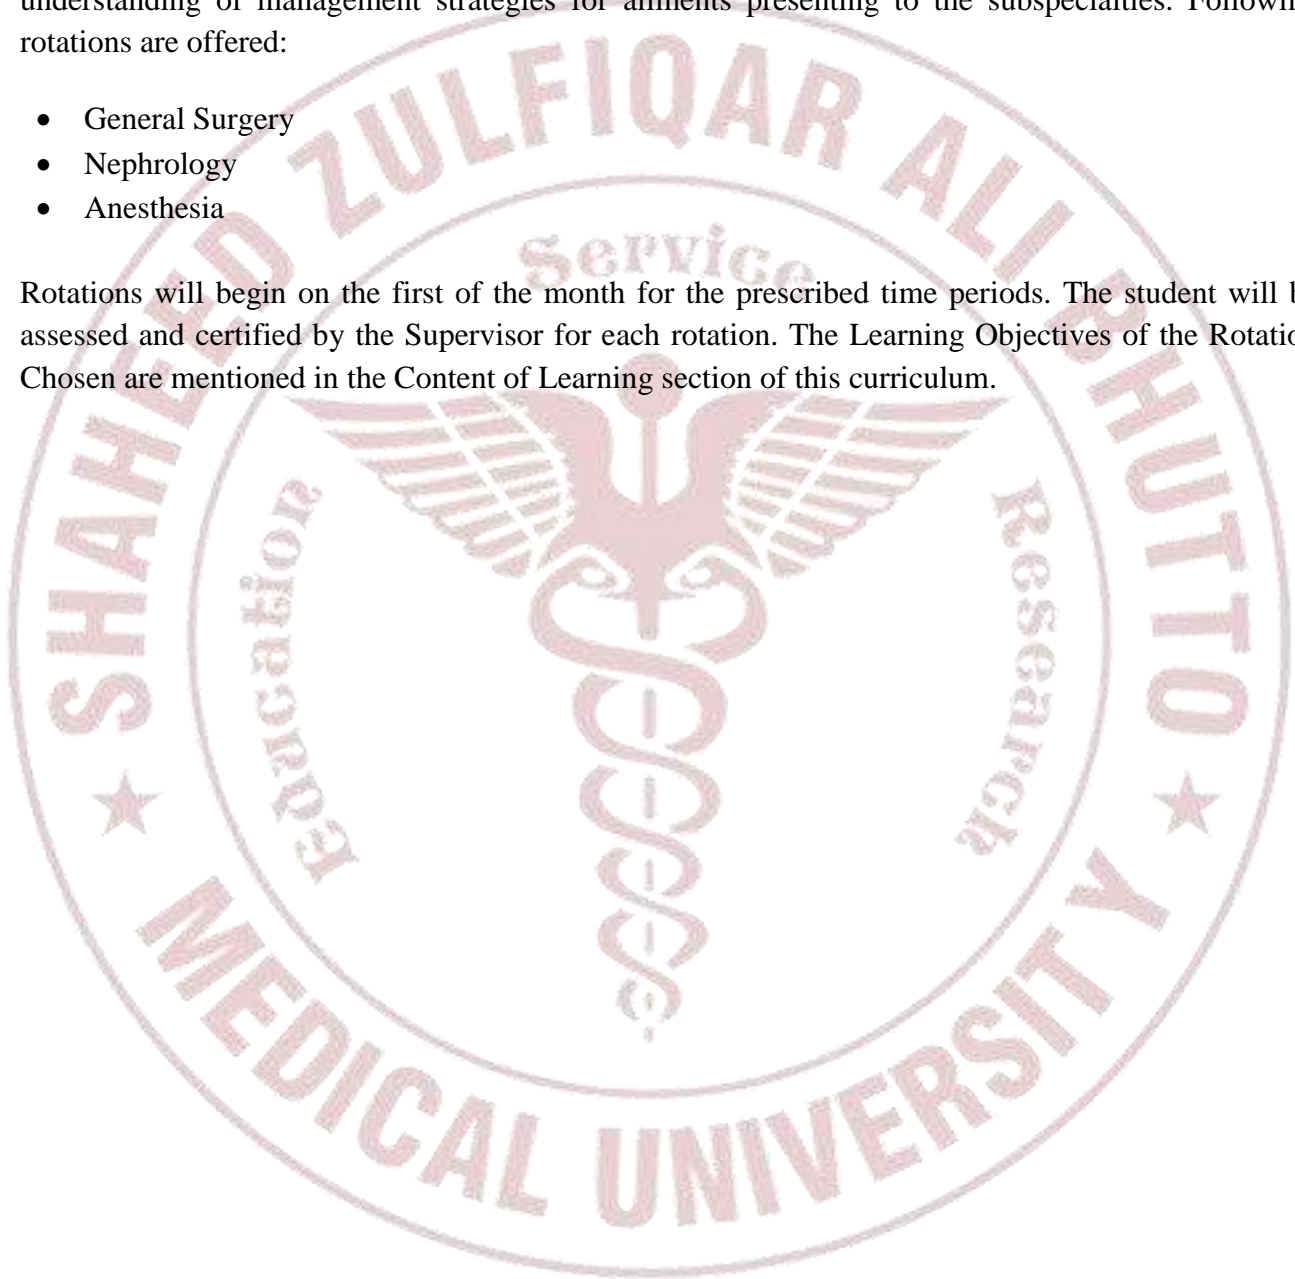 understanding of management strategies for ailments presenting to the subspecialties.
rotations are offered:
• General Surgery
• Nephrology
• Anesthesia
Rotations will begin on the first of the month for the prescribed time periods. The student will
assessed and certified by the Supervisor for each rotation. The Learning Objectives of the
Chosen are mentioned in the Content of Learning section of this curriculum.
SHAHEED ZULFIQAR ALI BHUTTO
MEDICAL UNIVERSITY
Service
Education
Research